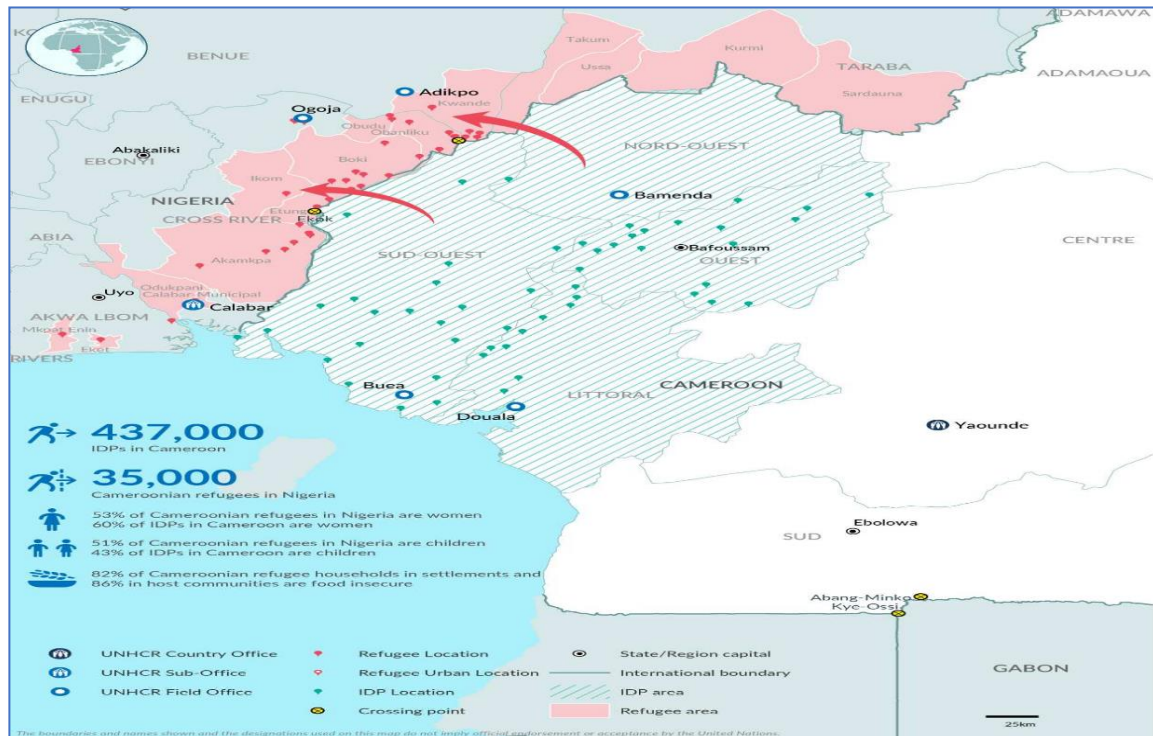 ADAMAWA
KO
BENUE
Takum
Kurmi
Ussa
TARABA
ADAMAOUA
Sardauna
ENUGU
Adikpo
Kwande
Ogoja
Obudu
Obanliku
NORD-OUEST
Abakaliki
EBONYI
Boki
Ikom
Bamenda
NIGERIA
CROSS RIVER
Etung
Ekok
ABIA
SUD-OUEST
Bafoussam
OUEST
CENTRE
Akamkpa
Odukpani
Uyo
Calabar Municipal
Calabar
AKWA LBOM
Mkpat Enin
Eket
RIVERS
Buea
CAMEROON
LITTORAL
Douala
Yaounde
437,000
IDPs in Cameroon
35,000
Cameroonian refugees in Nigeria
53% of Cameroonian refugees in Nigeria are women
60% of IDPs in Cameroon are women
51% of Cameroonian refugees in Nigeria are children
43% of IDPs in Cameroon are children
82% of Cameroonian refugee households in settlements and
86% in host communities are food insecure
Ebolowa
SUD
Abang-Minko
Kye-Ossi
GABON
UNHCR Country Office
UNHCR Sub-Office
UNHCR Field Office
Refugee Location
Refugee Urban Location
IDP Location
Crossing point
State/Region capital
International boundary
IDP area
Refugee area
25km
The boundaries and names shown and the designations used on this map do not imply official endorsement or acceptance by the United Nations.